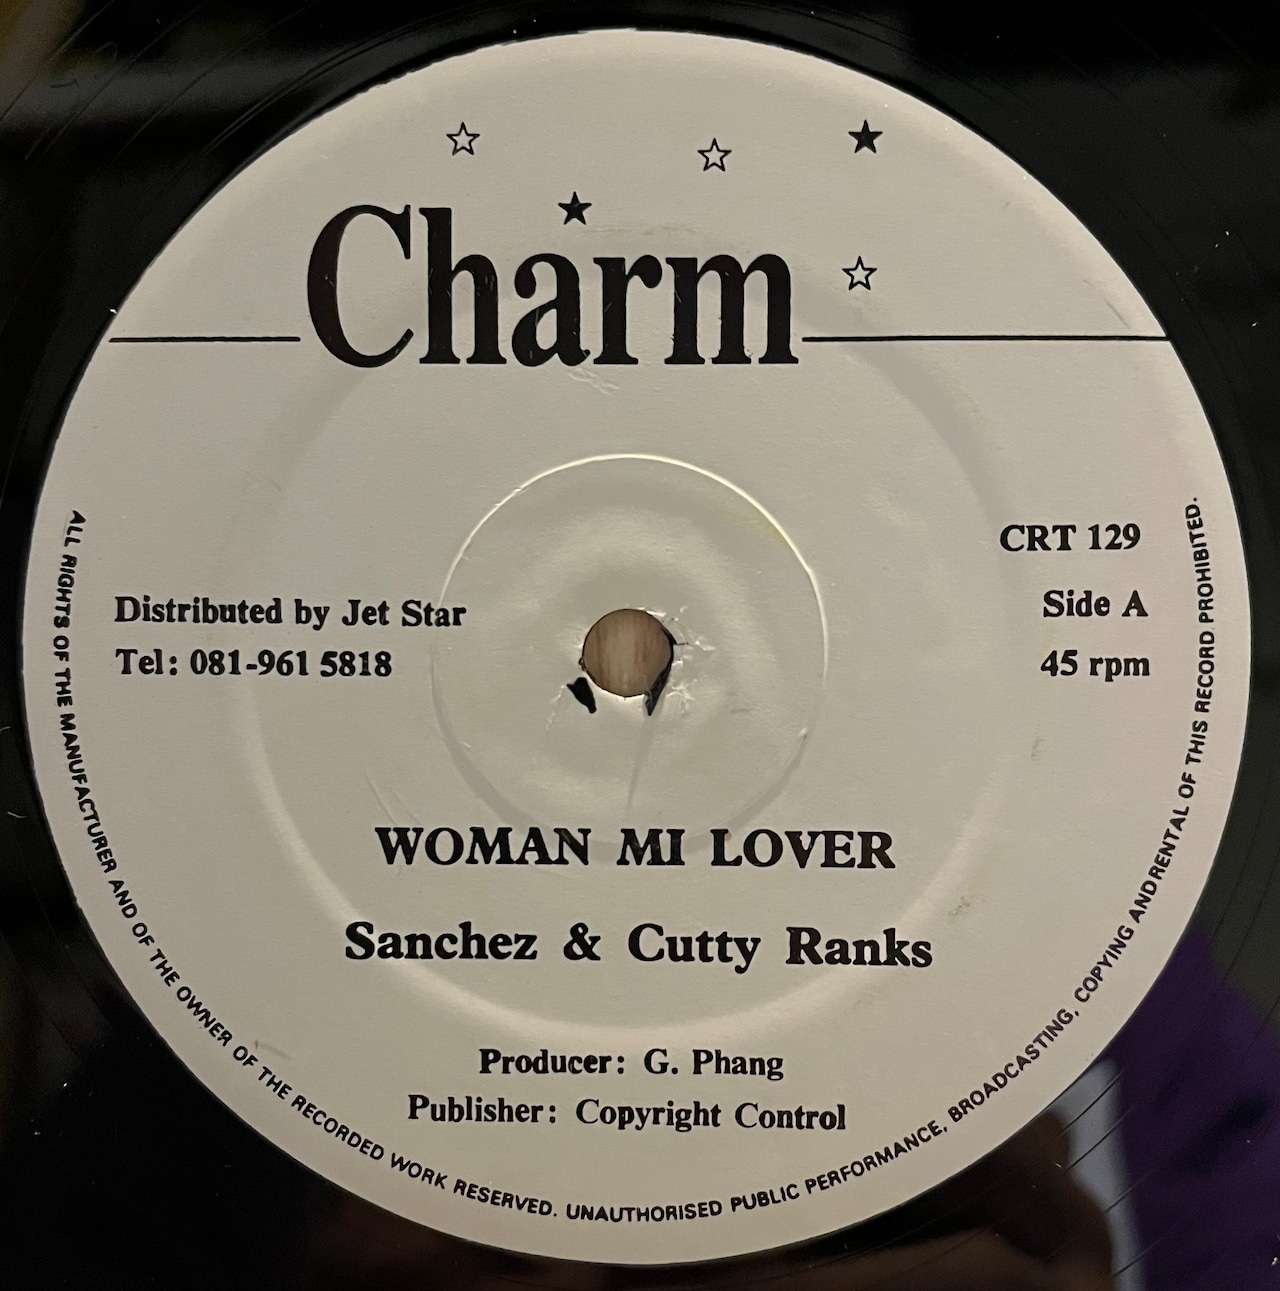 Charm
CRT 129
Distributed by Jet Star
Side A
Tel: 081-961 5818
45 rpm
WOMAN MI LOVER
Sanchez & Cutty Ranks
Producer: G. Phang
Publisher: Copyright Control
ALL RIGHTS OF THE MANUFACTURER AND OF THE OWNER OF THE RECORDED WORK RESERVED. UNAUTHORISED PUBLIC PERFORMANCE, BROADCASTING, COPYING AND RENTAL OF THIS RECORD PROHIBITED.